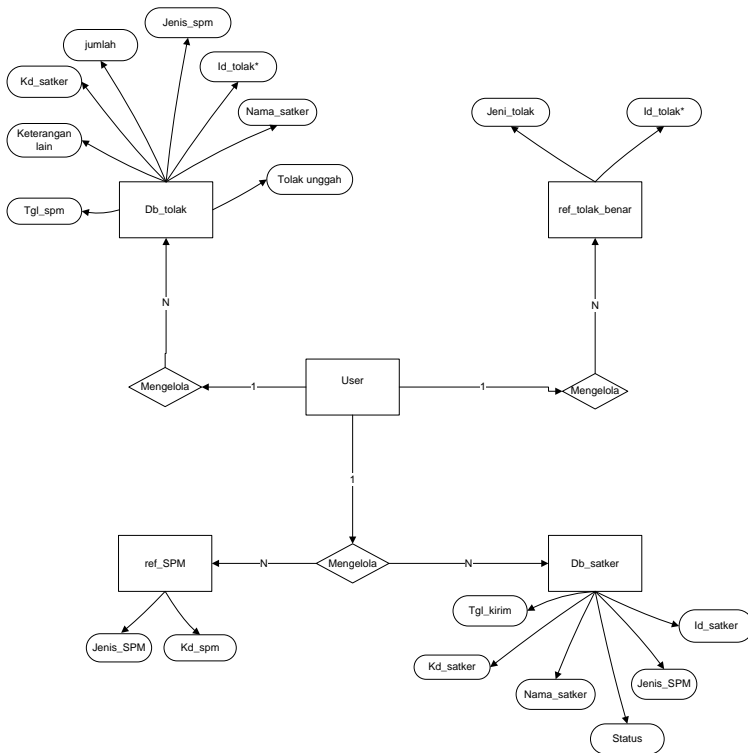 Jenis_spm
jumlah
Id_tolak*
Kd_satker
Nama_satker
Jeni_tolak
Id_tolak*
Keterangan
lain
Tolak unggah
Tgl_spm
Db_tolak
ref_tolak_benar
N
N
User
Mengelola
1
1
Mengelola
1
ref_SPM
N
Mengelola
N
Db_satker
Tgl_kirim
Id_satker
Jenis_SPM
Kd_spm
Kd_satker
Nama_satker
Jenis_SPM
Status